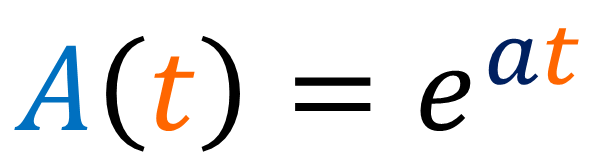 A(t) = e^{at}